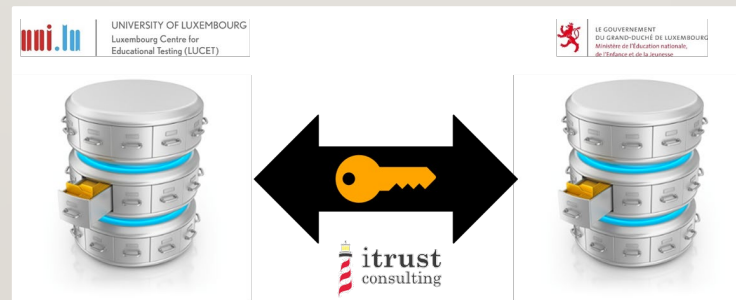 uni.lu
UNIVERSITY OF LUXEMBOURG
Luxembourg Centre for
Educational Testing (LUCET)
LE GOUVERNEMENT
DU GRAND-DUCHÉ DE LUXEMBOURG
Ministère de l'Éducation nationale,
de l'Enfance et de la Jeunesse
itrust
consulting